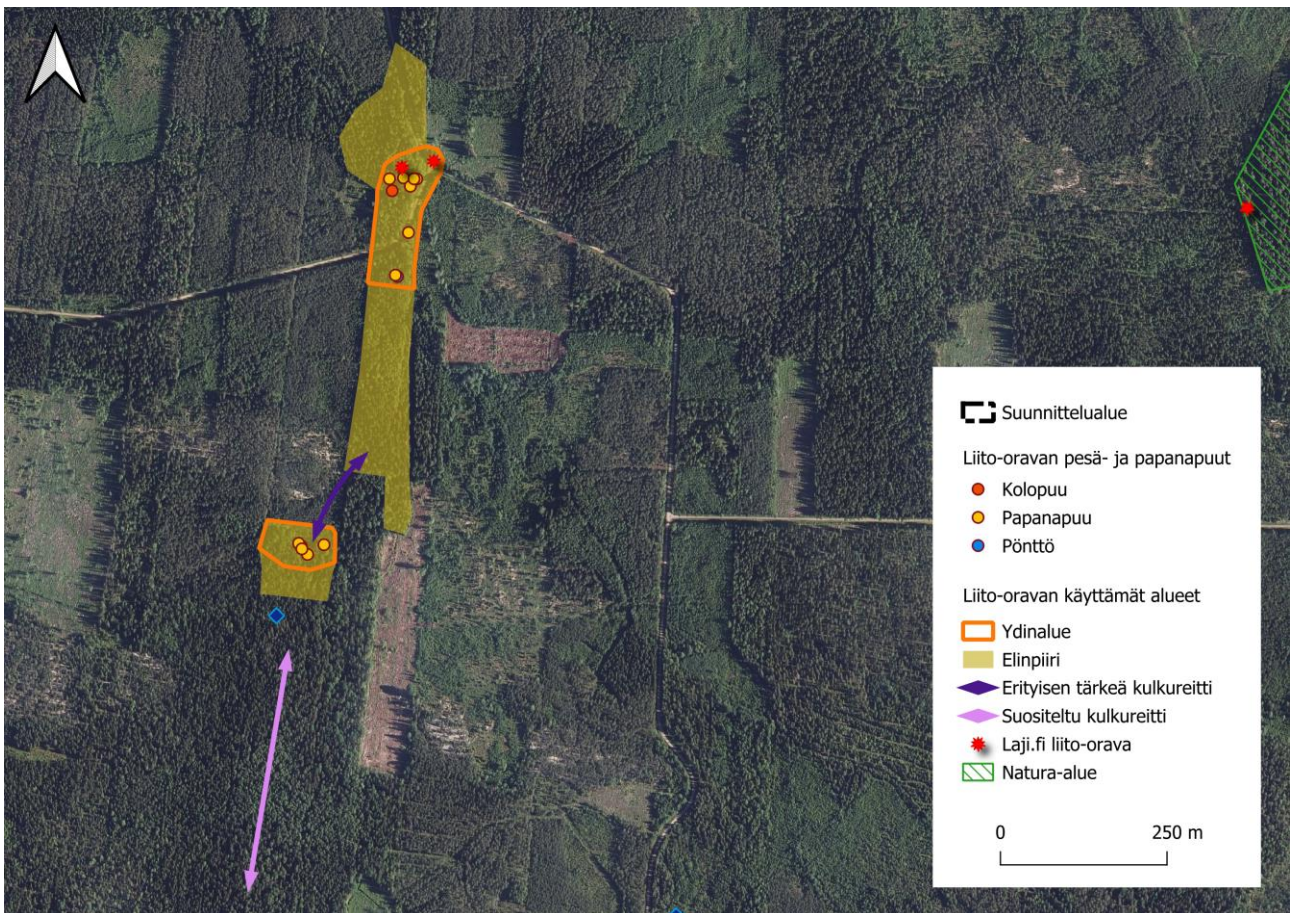 Suunnittelualue
Liito-oravan pesä- ja papanapuut
Kolopuu
Papanapuu
Pönttö
Liito-oravan käyttämät alueet
Ydinalue
Elinpiiri
Erityisen tärkeä kulkureitti
Suositeltu kulkureitti
Laji.fi liito-orava
Natura-alue
0 250 m